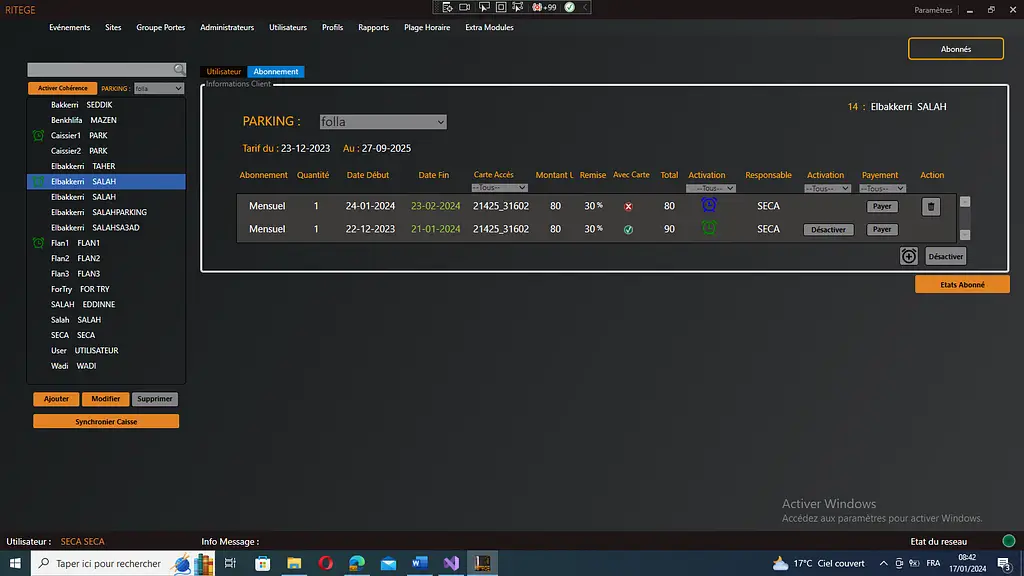 RITEGE
+99
Paramètres
Evénements Sites Groupe Portes Administrateurs Utilisateurs Profils Rapports Plage Horaire Extra Modules
Abonnés
Utilisateur Abonnement
Activer Cohérence PARKING : folla
Informations Client
14 : Elbakkerri SALAH
PARKING : folla
Tarif du : 23-12-2023 Au : 27-09-2025
Abonnement Quantité Date Début Date Fin Carte Accés Montant U Remise Avec Carte Total Activation Responsable Activation Payement Action
--Tous-- --Tous-- --Tous-- --Tous--
Mensuel 1 24-01-2024 23-02-2024 21425_31602 80 30 % 80 SECA Payer
Mensuel 1 22-12-2023 21-01-2024 21425_31602 80 30 % 90 SECA Désactiver Payer
Désactiver
Etats Abonné
Bakkerri SEDDIK
Benkhlifa MAZEN
Caissier1 PARK
Caissier2 PARK
Elbakkerri TAHER
Elbakkerri SALAH
Elbakkerri SALAH
Elbakkerri SALAHPARKING
Elbakkerri SALAHSA3AD
Flan1 FLAN1
Flan2 FLAN2
Flan3 FLAN3
ForTry FOR TRY
SALAH EDDINNE
Salah SALAH
SECA SECA
User UTILISATEUR
Wadi WADI
Ajouter Modifier Supprimer
Synchronier Caisse
Activer Windows
Accédez aux paramètres pour activer Windows.
Utilisateur : SECA SECA Info Message : Etat du reseau
Taper ici pour rechercher
17°C Ciel couvert
FRA
08:42
17/01/2024
3